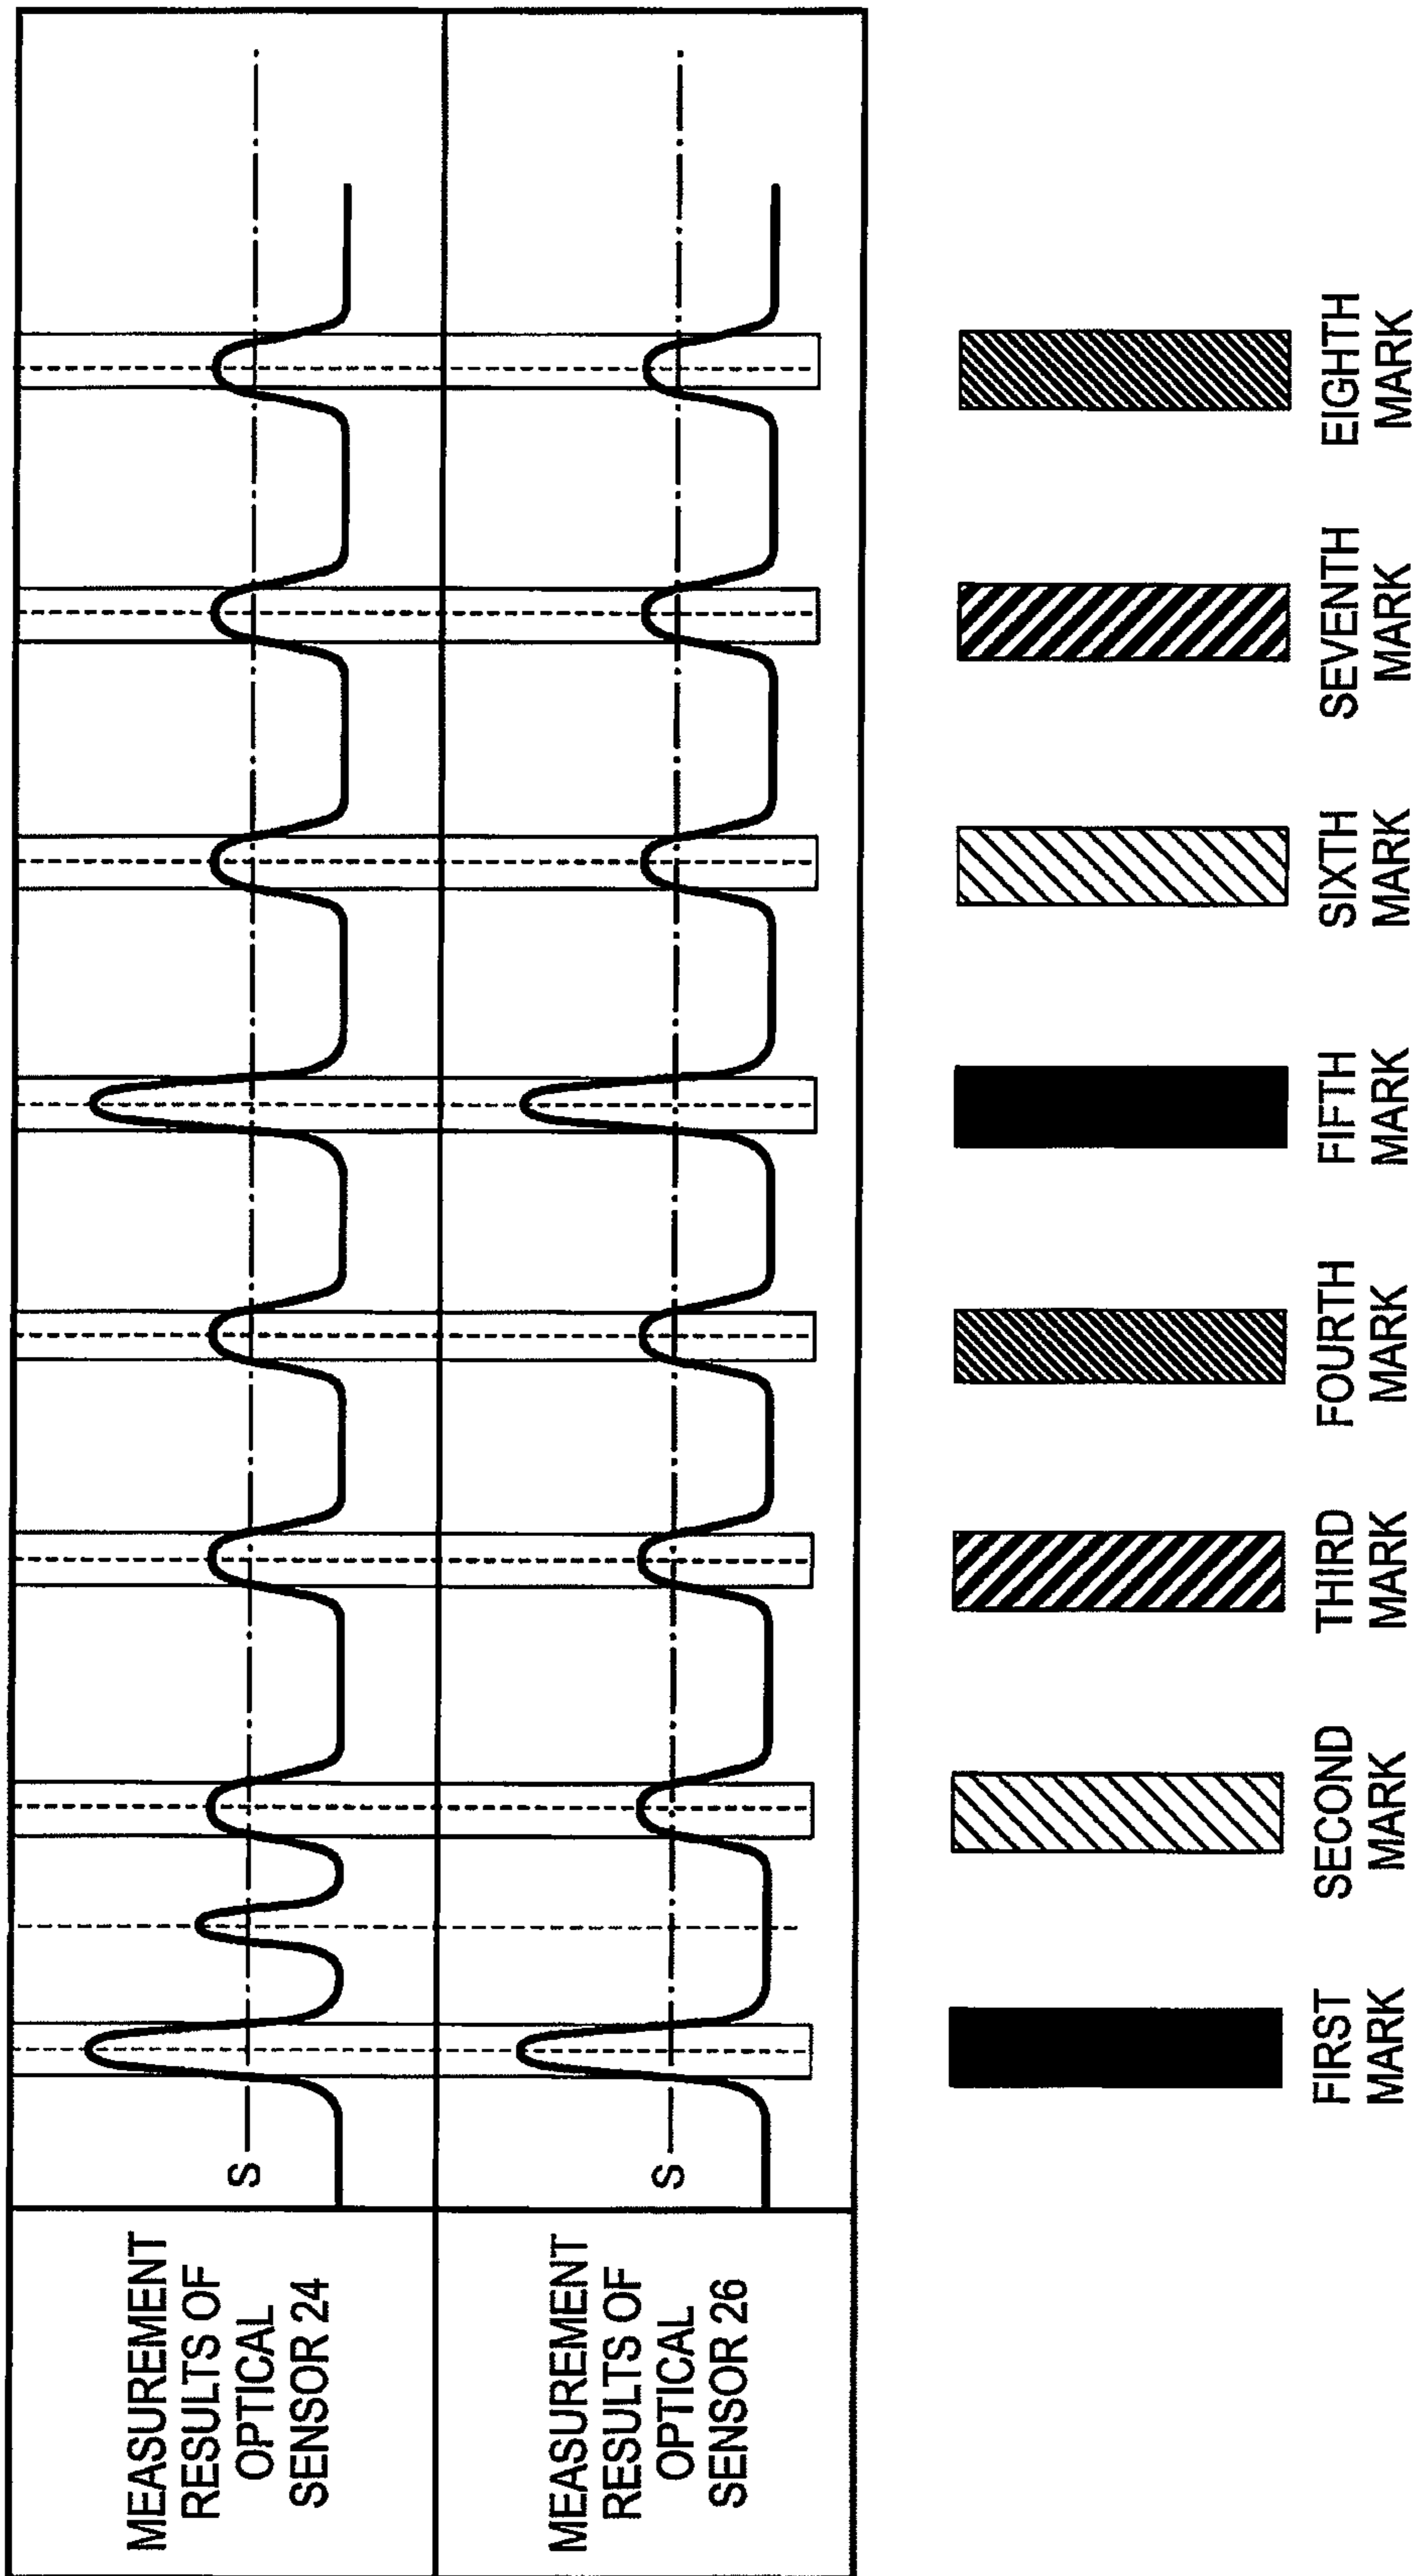 MEASUREMENT
RESULTS OF
OPTICAL
SENSOR 24
S
MEASUREMENT
RESULTS OF
OPTICAL
SENSOR 26
S
FIRST
MARK
SECOND
MARK
THIRD
MARK
FOURTH
MARK
FIFTH
MARK
SIXTH
MARK
SEVENTH
MARK
EIGHTH
MARK